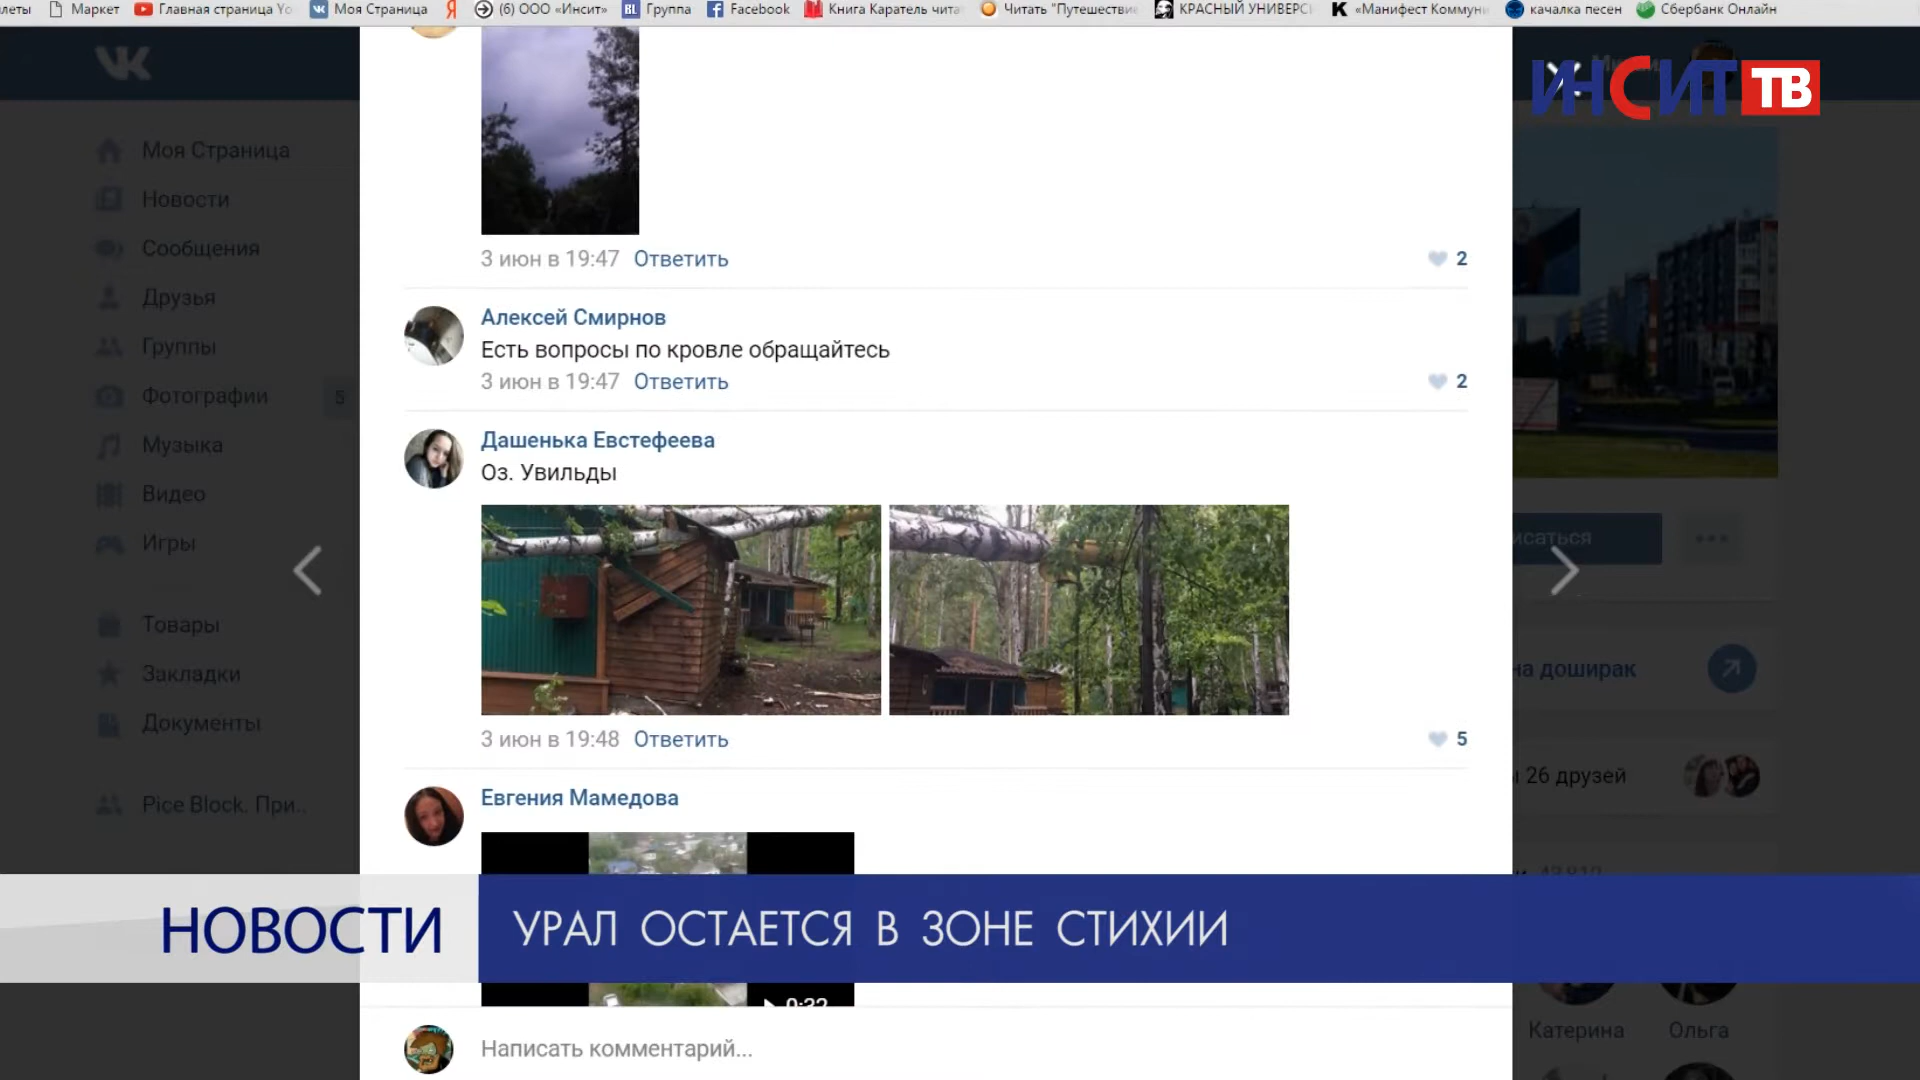 Маркет
Главная страница
Моя Страница
(6) ООО «Инсит»
Группа
Facebook
Книга Каратель чита
Читать "Путешествие
КРАСНЫЙ УНИВЕРС
«Манифест Коммун
качалка песен
Сбербанк Онлайн
ИНСИТ ТВ
Моя Страница
Новости
Сообщения
Друзья
Группы
Фотографии 5
Музыка
Видео
Игры
Товары
Закладки
Документы
Pice Block. При..
3 июн в 19:47 Ответить 2
Алексей Смирнов
Есть вопросы по кровле обращайтесь
3 июн в 19:47 Ответить 2
Дашенька Евстефеева
Оз. Увильды
3 июн в 19:48 Ответить 5
Евгения Мамедова
0:32
исаться
на доширак
26 друзей
НОВОСТИ
УРАЛ ОСТАЕТСЯ В ЗОНЕ СТИХИИ
Написать комментарий...
Катерина
Ольга